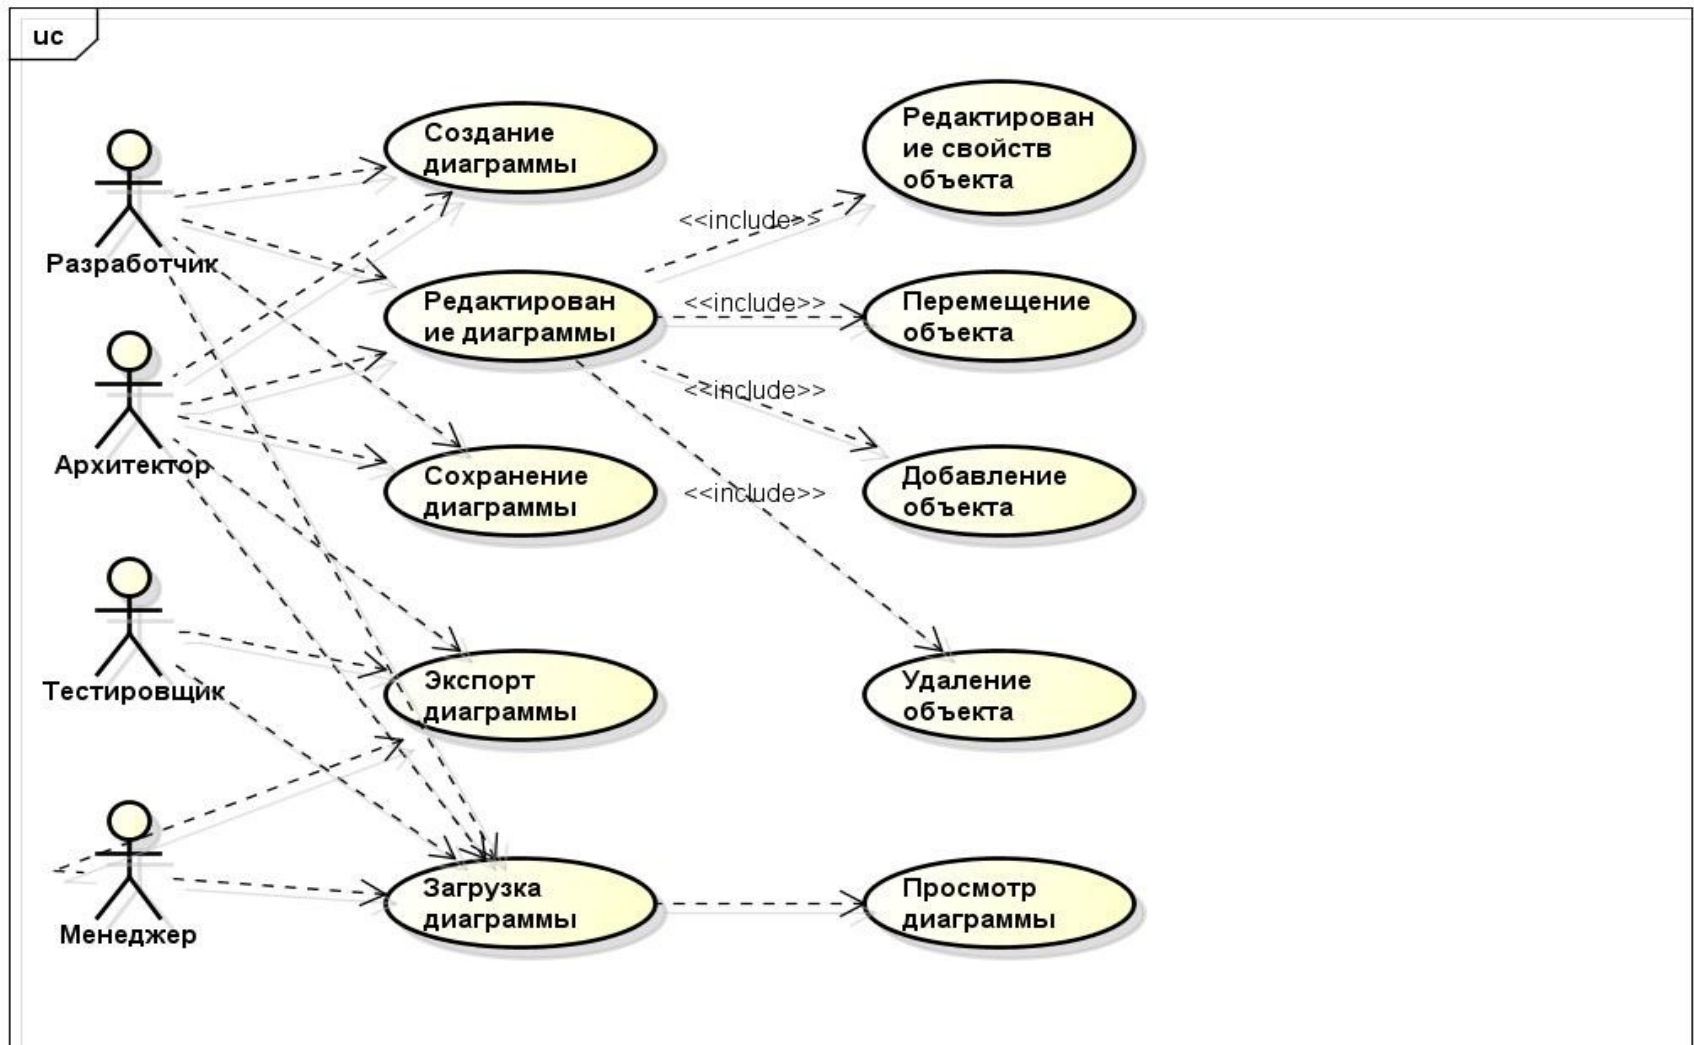 uc
Создание
диаграммы
Редактирован
ие свойств
объекта
Разработчик
<<include>>
Редактирован
ие диаграммы
<<include>>
Перемещение
объекта
Архитектор
<<include>>
Сохранение
диаграммы
<<include>>
Добавление
объекта
Тестировщик
Экспорт
диаграммы
Удаление
объекта
Менеджер
Загрузка
диаграммы
Просмотр
диаграммы